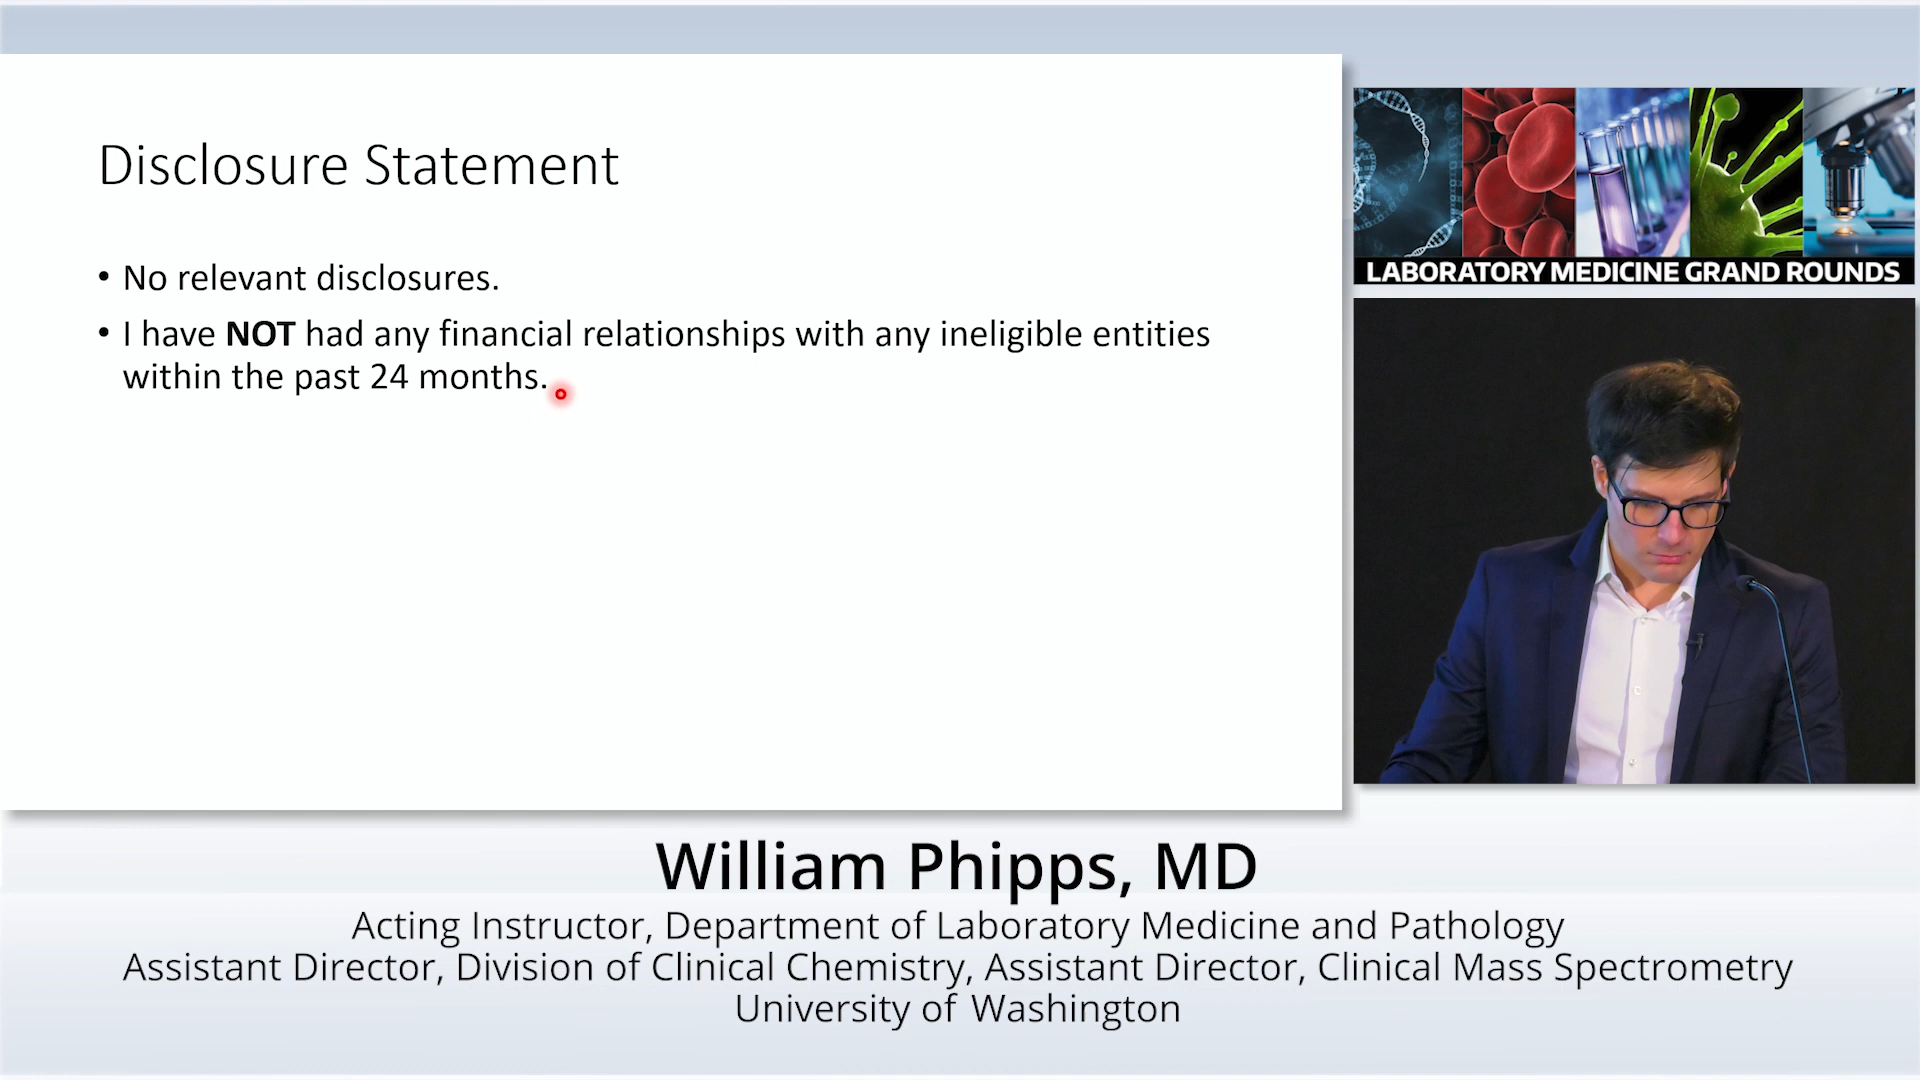 Disclosure Statement
• No relevant disclosures.
• I have NOT had any financial relationships with any ineligible entities
within the past 24 months.
LABORATORY MEDICINE GRAND ROUNDS
William Phipps, MD
Acting Instructor, Department of Laboratory Medicine and Pathology
Assistant Director, Division of Clinical Chemistry, Assistant Director, Clinical Mass Spectrometry
University of Washington